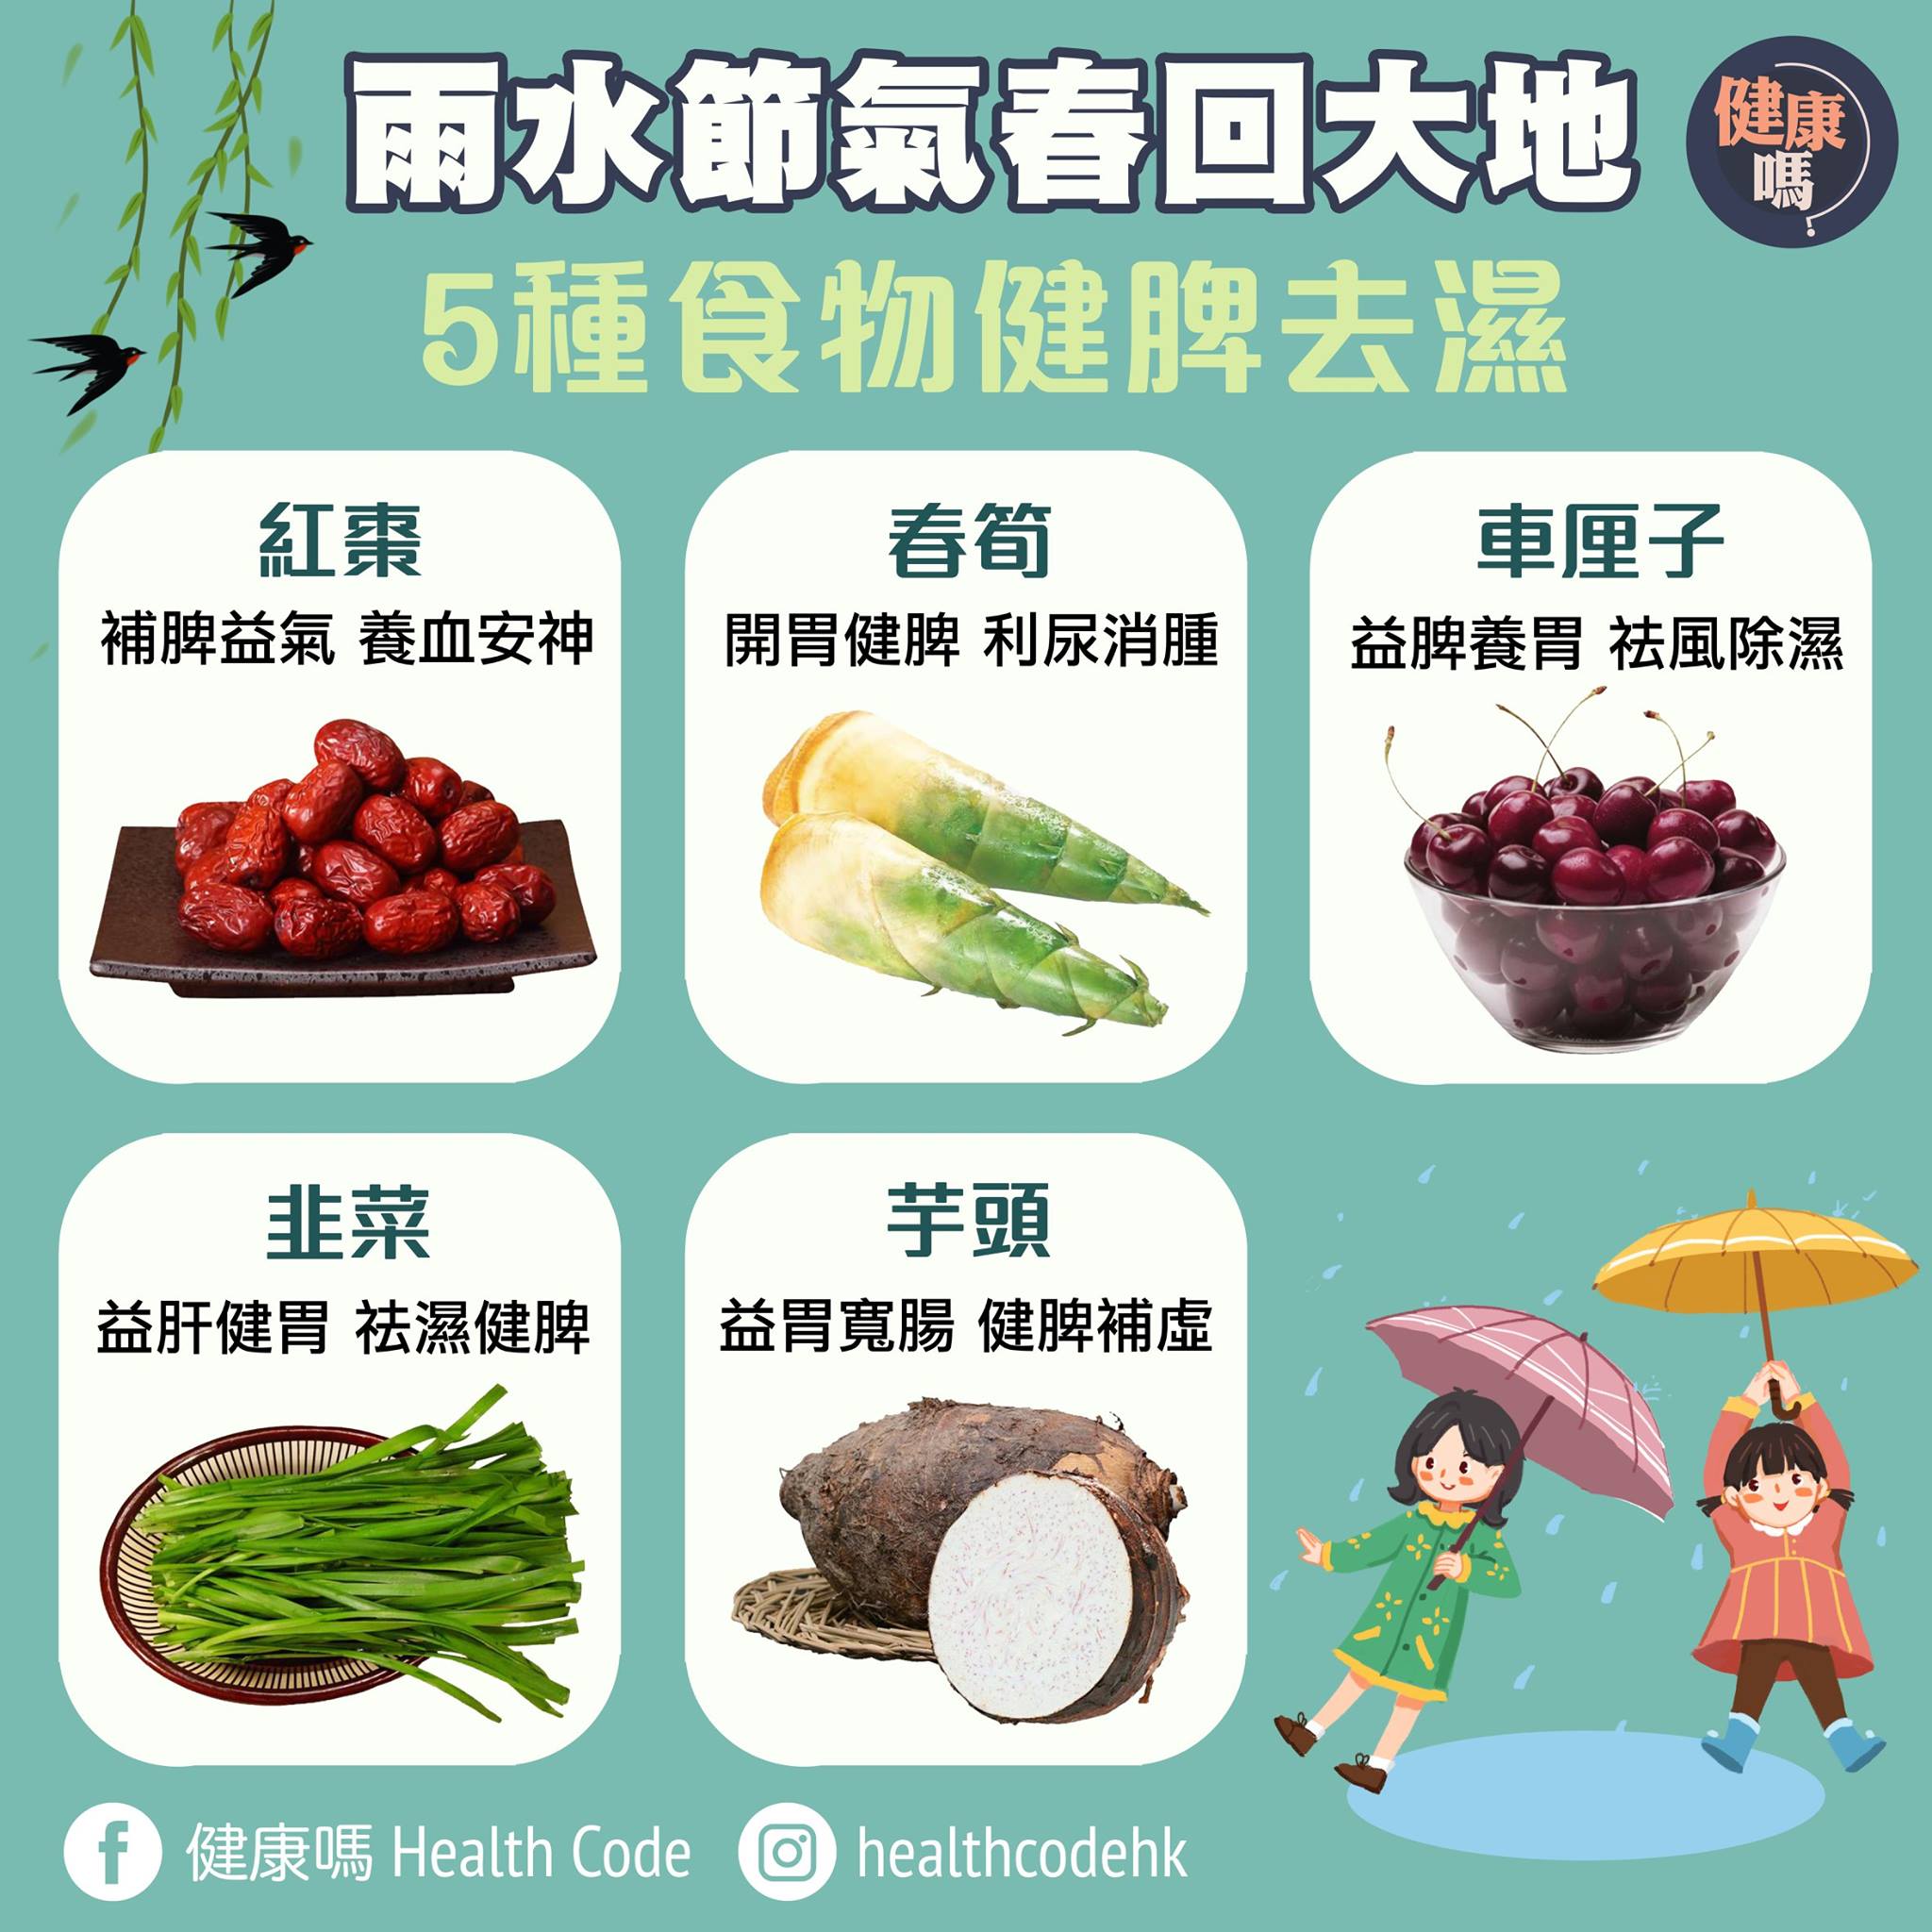 雨水節氣春回大地
健康
嗎?
5種食物健脾去濕
紅棗
補脾益氣 養血安神
春筍
開胃健脾 利尿消腫
車厘子
益脾養胃 祛風除濕
韭菜
益肝健胃 祛濕健脾
芋頭
益胃寬腸 健脾補虛
健康嗎 Health Code
healthcodehk